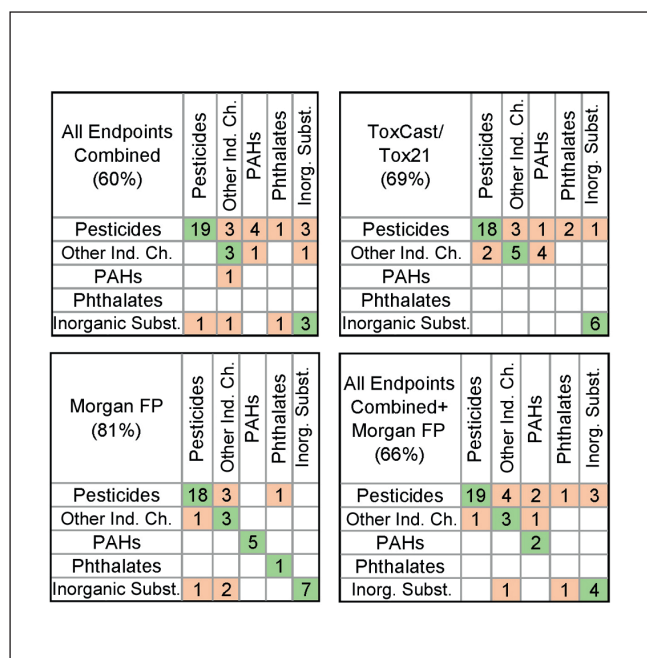 All Endpoints
Combined
(60%)
Pesticides
Other Ind. Ch.
PAHs
Phthalates
Inorg. Subst.
Pesticides 19 3 4 1 3
Other Ind. Ch. 3 1 1
PAHs 1
Phthalates
Inorganic Subst. 1 1 1 3
ToxCast/
Tox21
(69%)
Pesticides
Other Ind. Ch.
PAHs
Phthalates
Inorg. Subst.
Pesticides 18 3 1 2 1
Other Ind. Ch. 2 5 4
PAHs
Phthalates
Inorganic Subst. 6
Morgan FP
(81%)
Pesticides
Other Ind. Ch.
PAHs
Phthalates
Inorg. Subst.
Pesticides 18 3 1
Other Ind. Ch. 1 3
PAHs 5
Phthalates 1
Inorganic Subst. 1 2 7
All Endpoints
Combined+
Morgan FP
(66%)
Pesticides
Other Ind. Ch.
PAHs
Phthalates
Inorg. Subst.
Pesticides 19 4 2 1 3
Other Ind. Ch. 1 3 1
PAHs 2
Phthalates
Inorg. Subst. 1 1 4